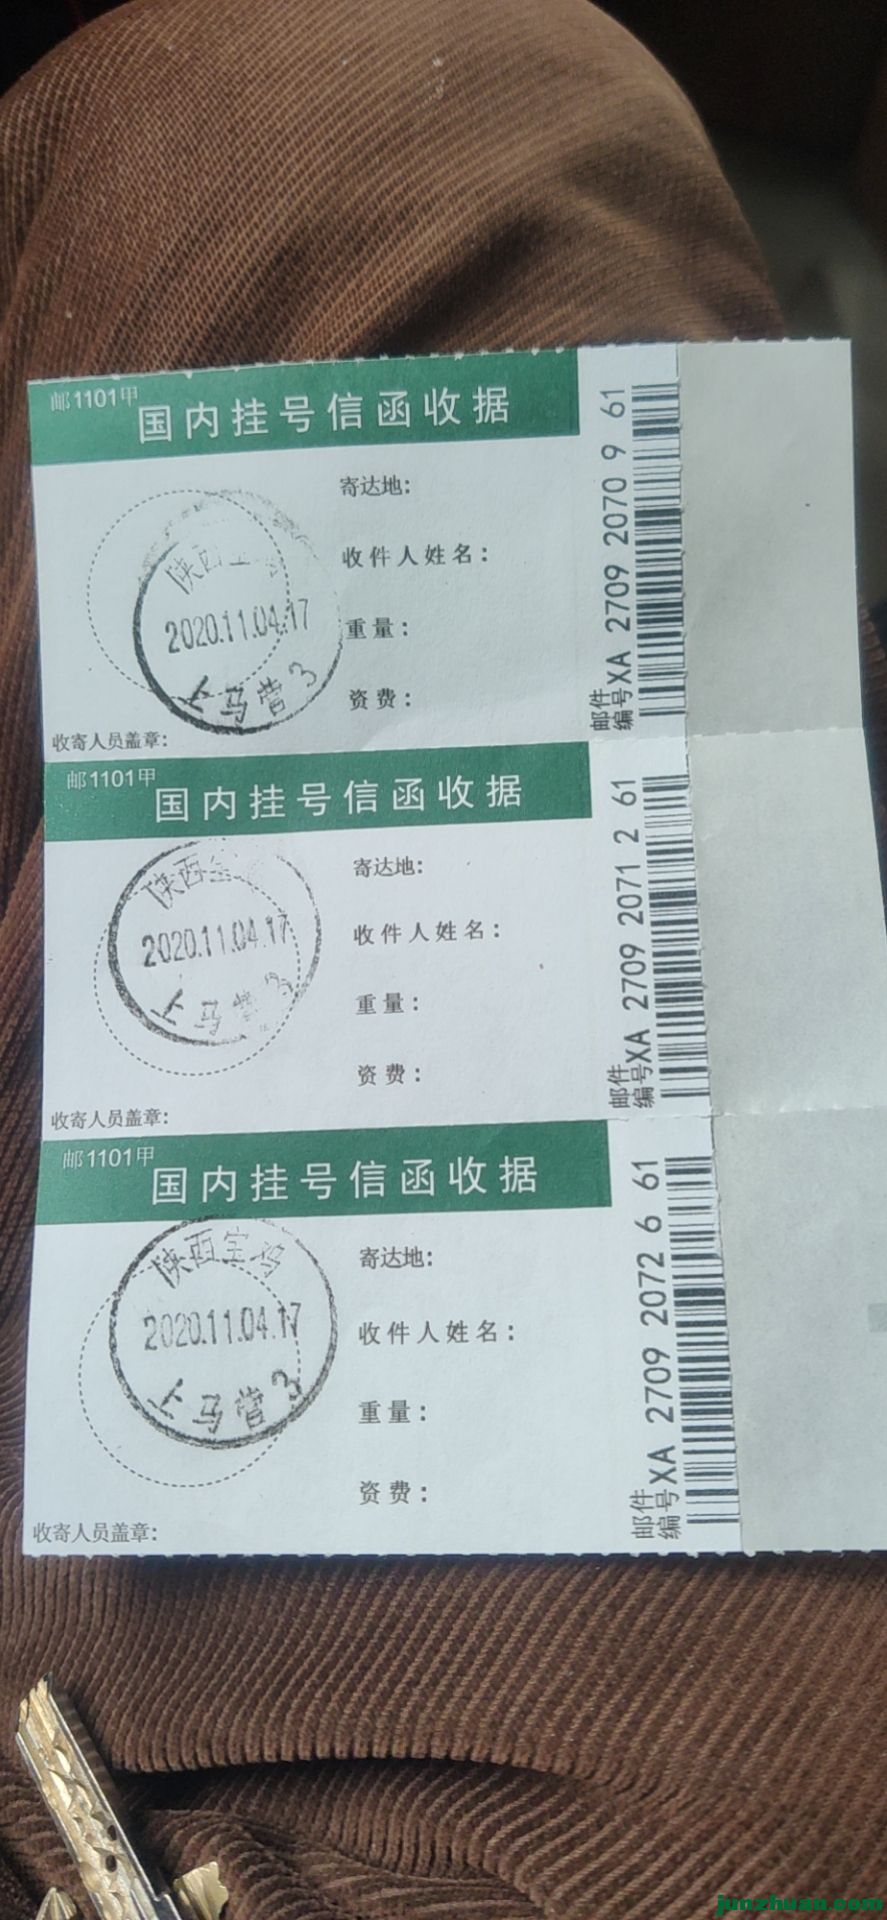 邮1101甲
国内挂号信函收据
寄达地：
收件人姓名：
重量：
资费：
收寄人员盖章：
陕西宝鸡
2020.11.04.17
上马营3
邮件编号XA 2709 2070 9 61
邮1101甲
国内挂号信函收据
寄达地：
收件人姓名：
重量：
资费：
收寄人员盖章：
陕西宝
2020.11.04.17
上马营3
邮件编号XA 2709 2071 2 61
邮1101甲
国内挂号信函收据
寄达地：
收件人姓名：
重量：
资费：
收寄人员盖章：
陕西宝鸡
2020.11.04.17
上马营3
邮件编号XA 2709 2072 6 61
junzhuan.com